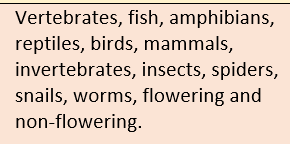 Vertebrates, fish, amphibians,
reptiles, birds, mammals,
invertebrates, insects, spiders,
snails, worms, flowering and
non-flowering.